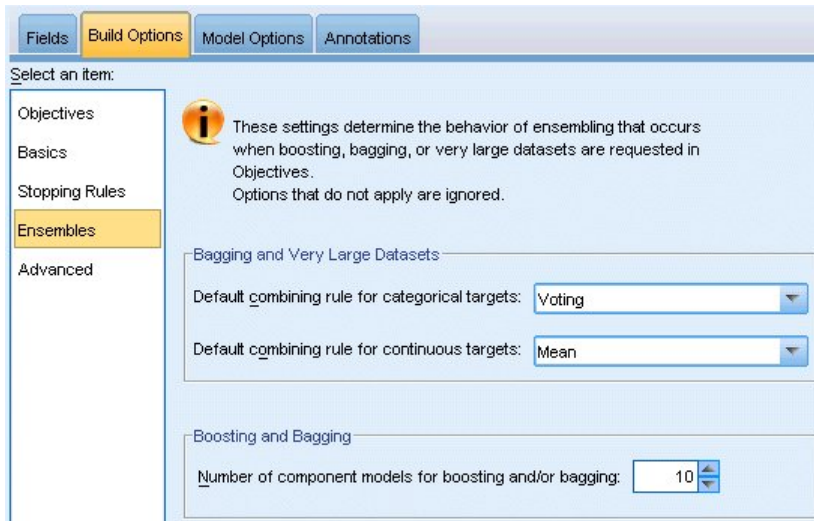 Fields
Build Options
Model Options
Annotations
Select an item:
Objectives
Basics
Stopping Rules
Ensembles
Advanced
These settings determine the behavior of ensembling that occurs
when boosting, bagging, or very large datasets are requested in
Objectives.
Options that do not apply are ignored.
Bagging and Very Large Datasets
Default combining rule for categorical targets: Voting
Default combining rule for continuous targets: Mean
Boosting and Bagging
Number of component models for boosting and/or bagging: 10